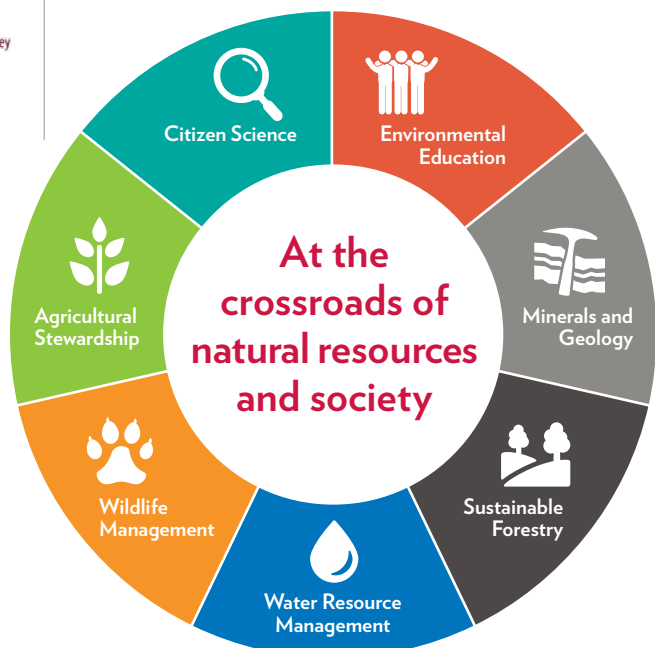 Citizen Science
Environmental
Education
Minerals and
Geology
Sustainable
Forestry
Water Resource
Management
Wildlife
Management
Agricultural
Stewardship
At the
crossroads of
natural resources
and society